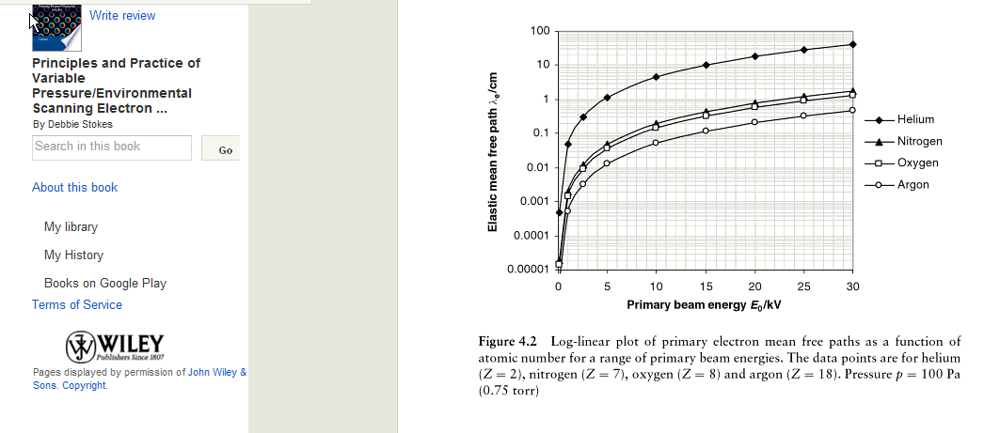 Write review
Principles and Practice of
Variable
Pressure/Environmental
Scanning Electron ...
By Debbie Stokes
Search in this book
Go
About this book
My library
My History
Books on Google Play
Terms of Service
WILEY
Publishers Since 1807
Pages displayed by permission of John Wiley &
Sons. Copyright.
Elastic mean free path λe/cm
100
10
1
0.1
0.01
0.001
0.0001
0.00001
0 5 10 15 20 25 30
Primary beam energy E0/kV
Helium
Nitrogen
Oxygen
Argon
Figure 4.2 Log-linear plot of primary electron mean free paths as a function of
atomic number for a range of primary beam energies. The data points are for helium
(Z = 2), nitrogen (Z = 7), oxygen (Z = 8) and argon (Z = 18). Pressure p = 100 Pa
(0.75 torr)